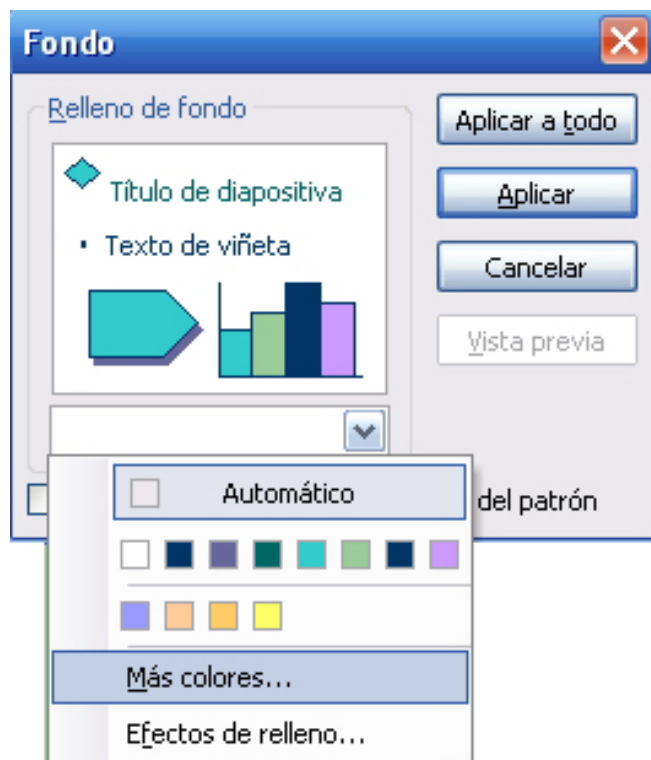 Fondo
Relleno de fondo
Título de diapositiva
Texto de viñeta
Aplicar a todo
Aplicar
Cancelar
Vista previa
del patrón
Automático
Más colores...
Efectos de relleno...